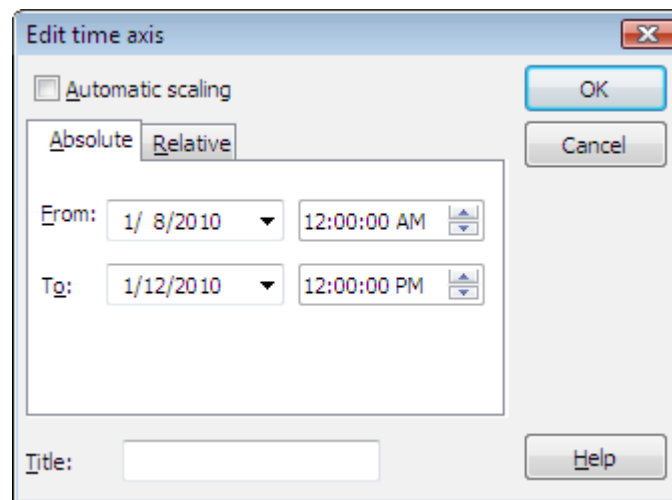 Edit time axis
Automatic scaling
OK
Absolute
Relative
Cancel
From:
1/ 8/2010
12:00:00 AM
To:
1/12/2010
12:00:00 PM
Title:
Help